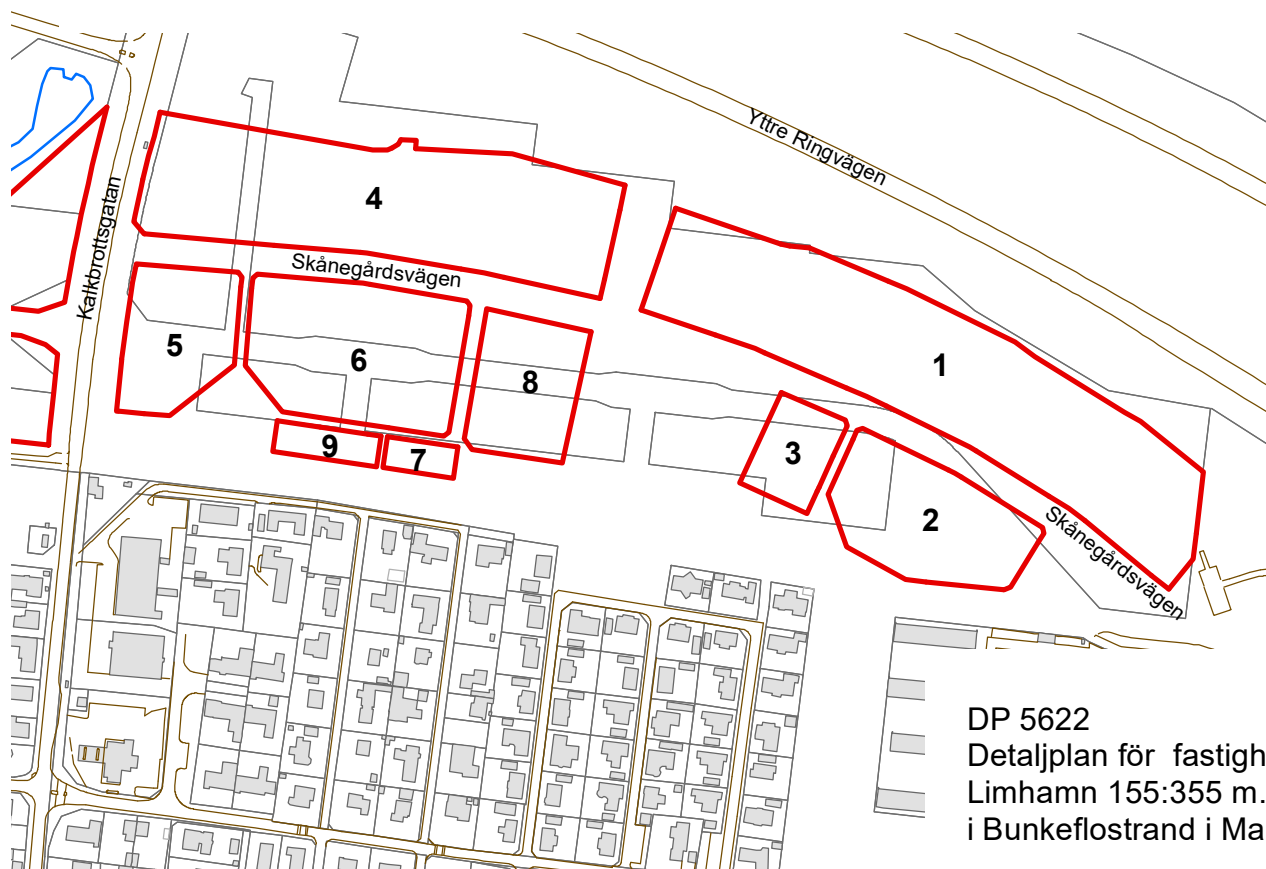 Yttre Ringvägen
Kalkbrottsgatan
4
Skånegårdsvägen
5
6
8
1
9
7
3
2
Skånegårdsvägen
DP 5622
Detaljplan för fastigh
Limhamn 155:355 m.
i Bunkeflostrand i Ma